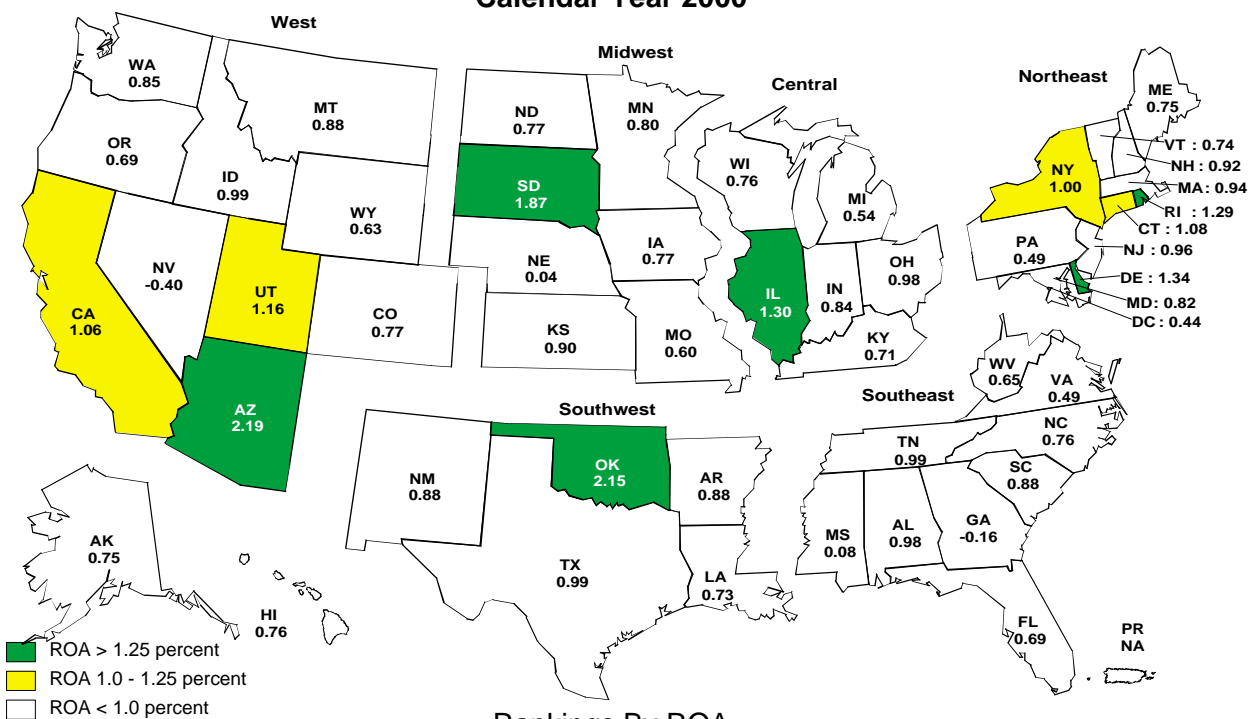 Calendar Year 2000
West
Midwest
Central
Northeast
WA
0.85
MT
0.88
OR
0.69
ID
0.99
WY
0.63
NV
-0.40
UT
1.16
CA
1.06
CO
0.77
AZ
2.19
ND
0.77
MN
0.80
SD
1.87
NE
0.04
IA
0.77
KS
0.90
MO
0.60
WI
0.76
MI
0.54
IL
1.30
IN
0.84
OH
0.98
KY
0.71
ME
0.75
NY
1.00
VT : 0.74
NH : 0.92
MA : 0.94
RI : 1.29
CT : 1.08
PA
0.49
NJ : 0.96
DE : 1.34
MD : 0.82
DC : 0.44
Southwest
Southeast
NM
0.88
OK
2.15
AR
0.88
TX
0.99
LA
0.73
WV
0.65
VA
0.49
TN
0.99
NC
0.76
SC
0.88
MS
0.08
AL
0.98
GA
-0.16
FL
0.69
PR
NA
AK
0.75
HI
0.76
ROA > 1.25 percent
ROA 1.0 - 1.25 percent
ROA < 1.0 percent
Rankings By ROA